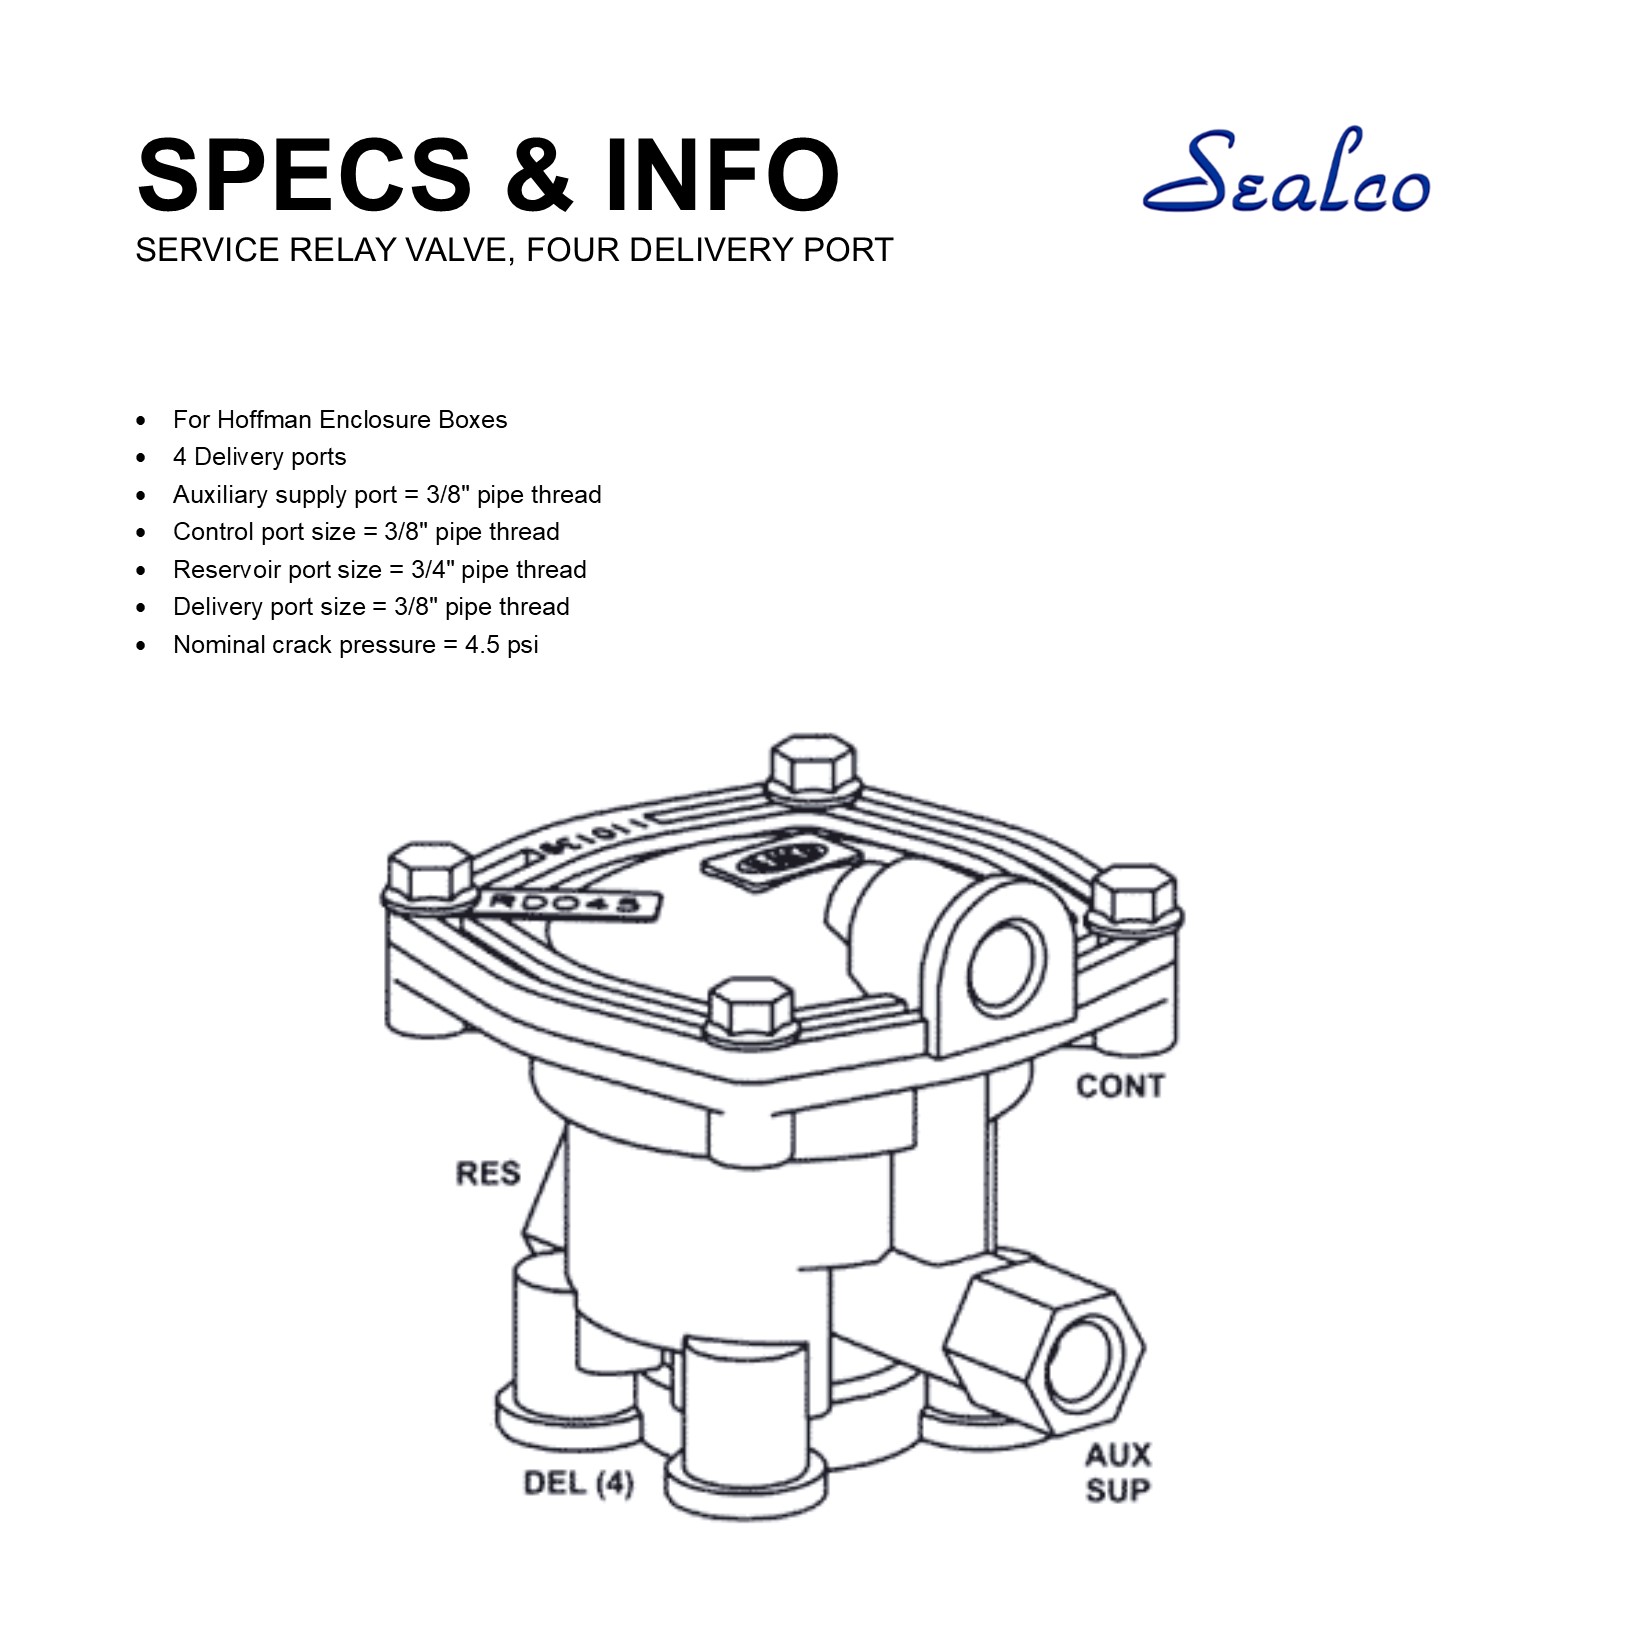 SPECS & INFO
Sealco
SERVICE RELAY VALVE, FOUR DELIVERY PORT
• For Hoffman Enclosure Boxes
• 4 Delivery ports
• Auxiliary supply port = 3/8" pipe thread
• Control port size = 3/8" pipe thread
• Reservoir port size = 3/4" pipe thread
• Delivery port size = 3/8" pipe thread
• Nominal crack pressure = 4.5 psi
CONT
RES
AUX
SUP
DEL (4)